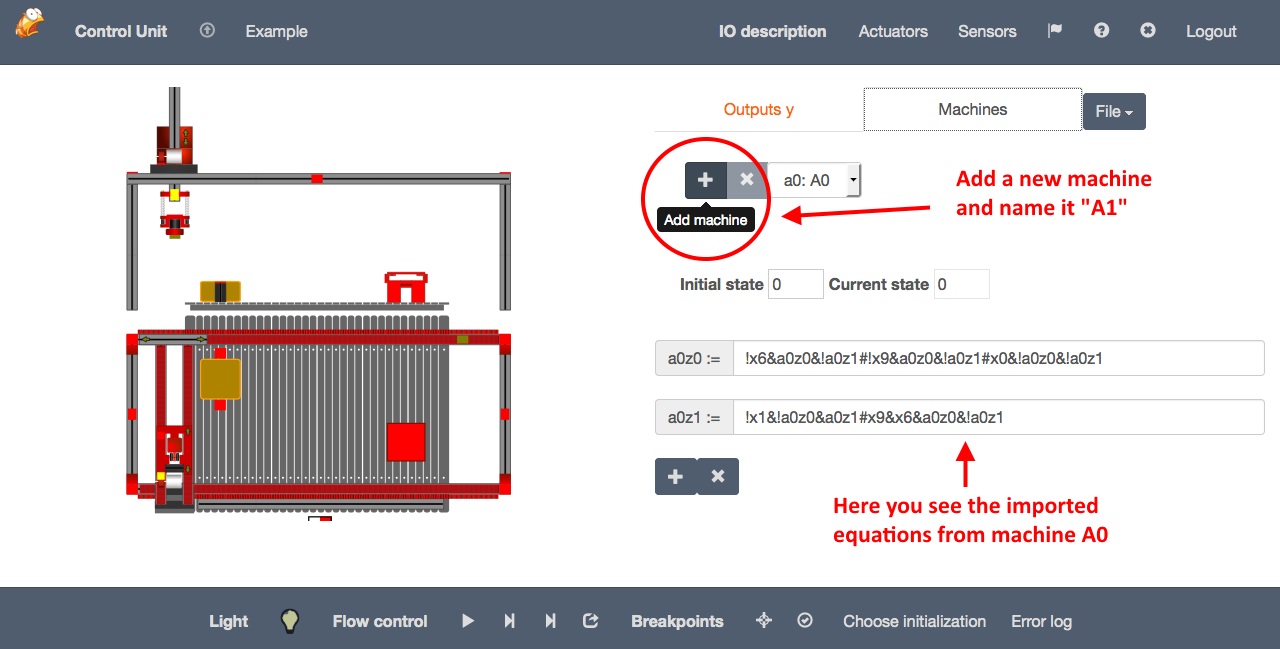 Control Unit Example IO description Actuators Sensors Logout
Outputs y Machines File
a0: A0
Add machine
Add a new machine
and name it "A1"
Initial state 0 Current state 0
a0z0 := !x6&a0z0&!a0z1#!x9&a0z0&!a0z1#x0&!a0z0&!a0z1
a0z1 := !x1&!a0z0&a0z1#x9&x6&a0z0&!a0z1
Here you see the imported
equations from machine A0
Light Flow control Breakpoints Choose initialization Error log